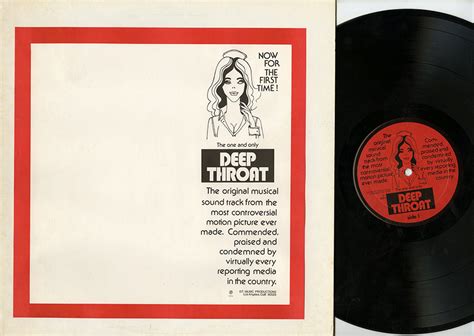 NOW
FOR
THE
FIRST
TIME!
The one and only
DEEP
THROAT
The original musical
sound track from the
most controversial
motion picture ever
made. Commended,
praised and
condemned by
virtually every
reporting media
in the country.
The
original
musical
sound
track from
the most
controversial
motion picture
ever made.
Com-
mended,
praised and
condemned
by virtually
every reporting
media in the
country.
DEEP
THROAT
side 1